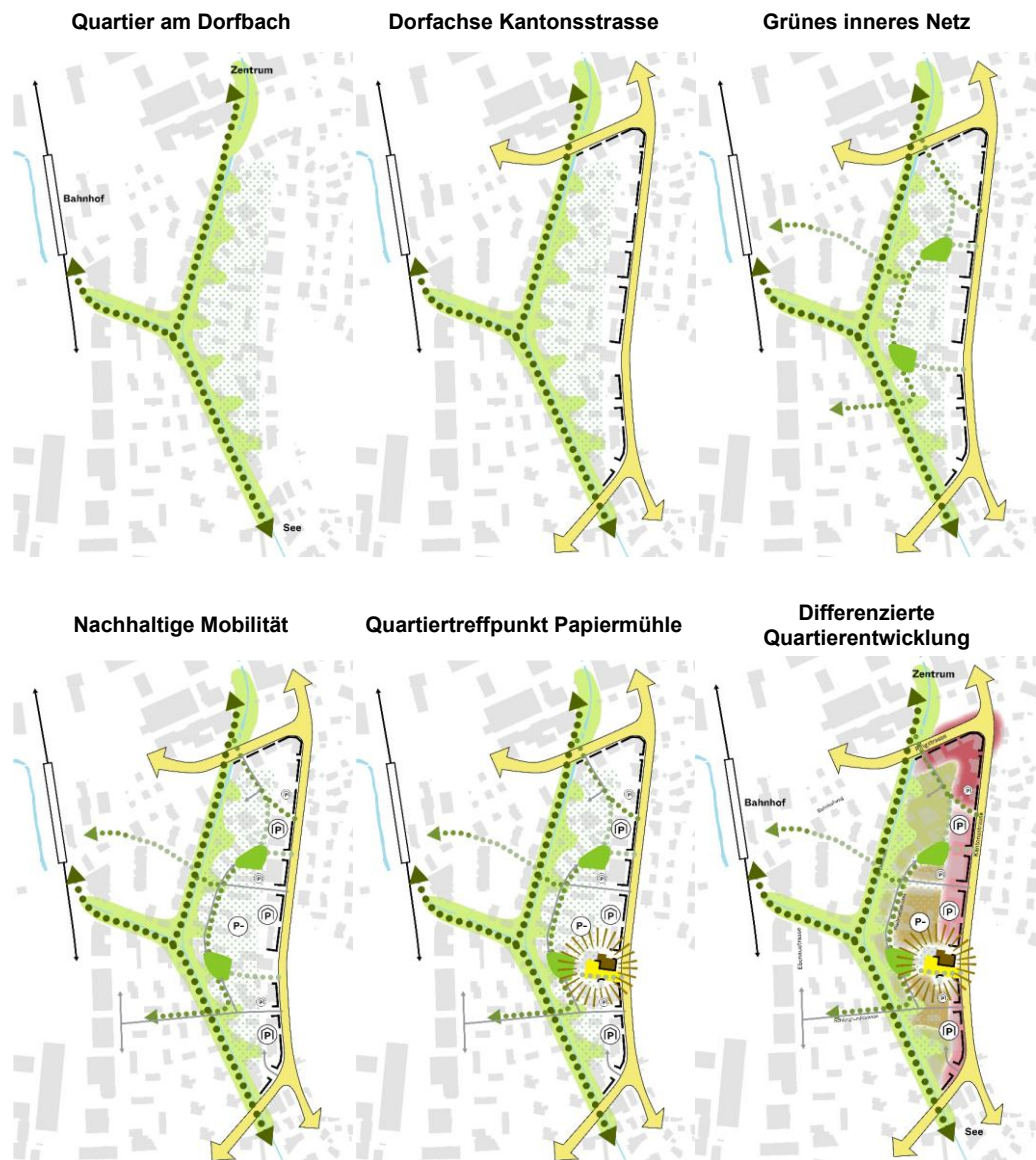 Quartier am Dorfbach
Dorfachse Kantonsstrasse
Grünes inneres Netz
Zentrum
Bahnhof
See
Nachhaltige Mobilität
Quartiertreffpunkt Papiermühle
Differenzierte
Quartierentwicklung
P
P
P-
P
P
P
P-
P
Zentrum
Bahnhof
Kantonsstrasse
P
P
P-
P
See